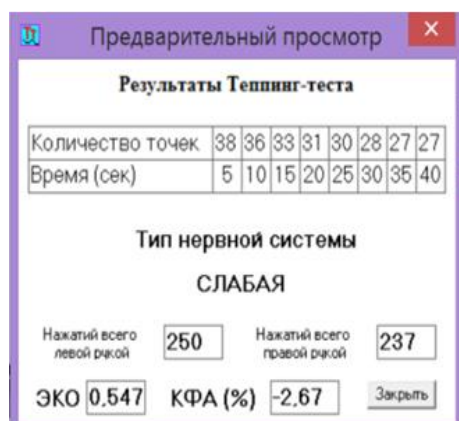 Предварительный просмотр
Результаты Теппинг-теста
Количество точек 38 36 33 31 30 28 27 27
Время (сек) 5 10 15 20 25 30 35 40
Тип нервной системы
СЛАБАЯ
Нажатий всего левой рукой 250 Нажатий всего правой рукой 237
ЭКО 0,547 КФА (%) -2,67 Закрыть